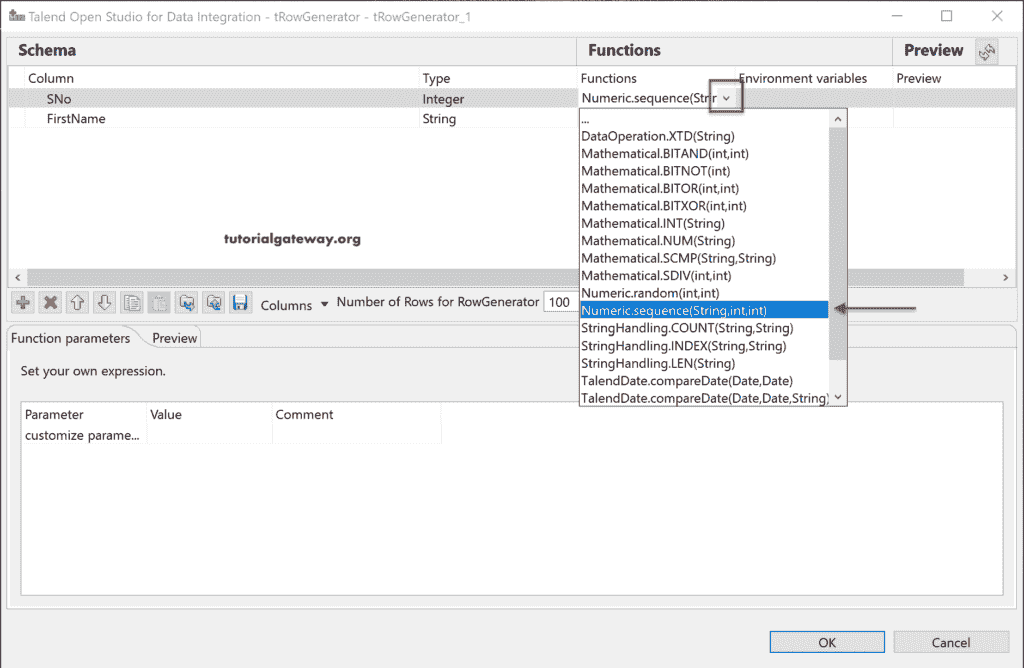 Talend Open Studio for Data Integration - tRowGenerator - tRowGenerator_1
Schema Functions Preview
Column Type Functions Environment variables Preview
SNo Integer Numeric.sequence(Strir
FirstName String
...
DataOperation.XTD(String)
Mathematical.BITAND(int,int)
Mathematical.BITNOT(int)
Mathematical.BITOR(int,int)
Mathematical.BITXOR(int,int)
Mathematical.INT(String)
tutorialgateway.org
Mathematical.NUM(String)
Mathematical.SCMP(String,String)
Mathematical.SDIV(int,int)
Numeric.random(int,int)
Columns Number of Rows for RowGenerator 100
Numeric.sequence(String,int,int)
StringHandling.COUNT(String,String)
StringHandling.INDEX(String,String)
StringHandling.LEN(String)
TalendDate.compareDate(Date,Date)
TalendDate.compareDate(Date,Date,String)
Function parameters Preview
Set your own expression.
Parameter Value Comment
customize parame...
OK Cancel